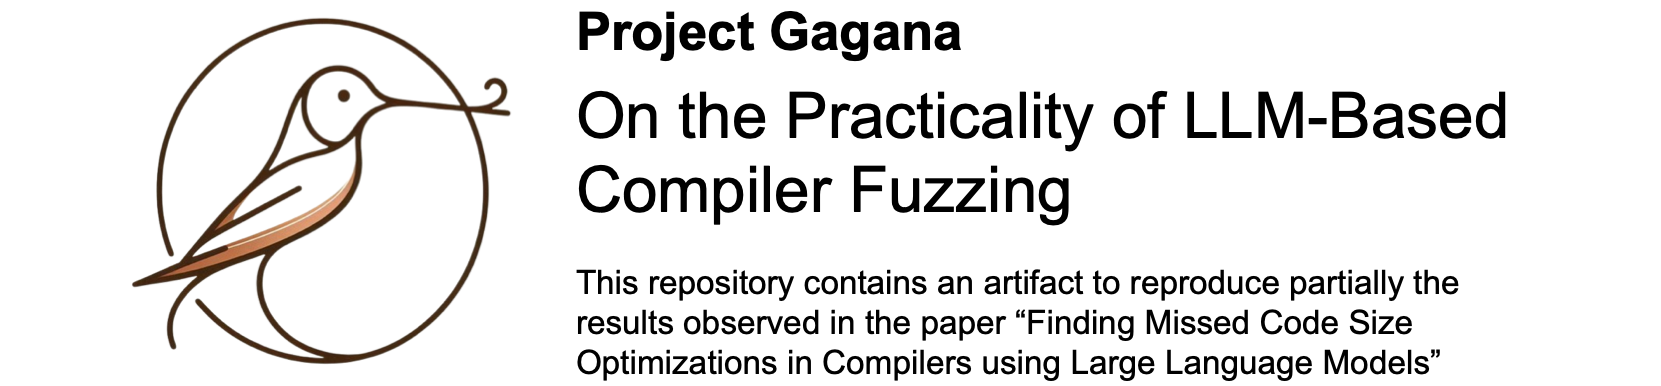 Project Gagana
On the Practicality of LLM-Based
Compiler Fuzzing
This repository contains an artifact to reproduce partially the
results observed in the paper “Finding Missed Code Size
Optimizations in Compilers using Large Language Models”